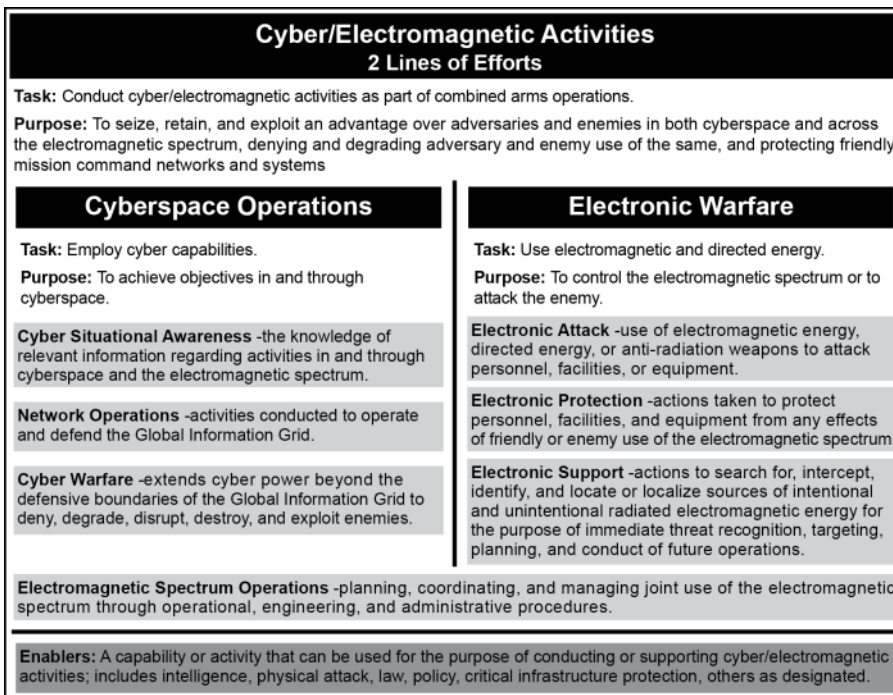 Cyber/Electromagnetic Activities
2 Lines of Efforts
Task: Conduct cyber/electromagnetic activities as part of combined arms operations.
Purpose: To seize, retain, and exploit an advantage over adversaries and enemies in both cyberspace and across
the electromagnetic spectrum, denying and degrading adversary and enemy use of the same, and protecting friendly
mission command networks and systems
Cyberspace Operations
Task: Employ cyber capabilities.
Purpose: To achieve objectives in and through
cyberspace.
Cyber Situational Awareness -the knowledge of
relevant information regarding activities in and through
cyberspace and the electromagnetic spectrum.
Network Operations -activities conducted to operate
and defend the Global Information Grid.
Cyber Warfare -extends cyber power beyond the
defensive boundaries of the Global Information Grid to
deny, degrade, disrupt, destroy, and exploit enemies.
Electronic Warfare
Task: Use electromagnetic and directed energy.
Purpose: To control the electromagnetic spectrum or to
attack the enemy.
Electronic Attack -use of electromagnetic energy,
directed energy, or anti-radiation weapons to attack
personnel, facilities, or equipment.
Electronic Protection -actions taken to protect
personnel, facilities, and equipment from any effects
of friendly or enemy use of the electromagnetic spectrum.
Electronic Support -actions to search for, intercept,
identify, and locate or localize sources of intentional
and unintentional radiated electromagnetic energy for
the purpose of immediate threat recognition, targeting,
planning, and conduct of future operations.
Electromagnetic Spectrum Operations -planning, coordinating, and managing joint use of the electromagnetic
spectrum through operational, engineering, and administrative procedures.
Enablers: A capability or activity that can be used for the purpose of conducting or supporting cyber/electromagnetic
activities; includes intelligence, physical attack, law, policy, critical infrastructure protection, others as designated.